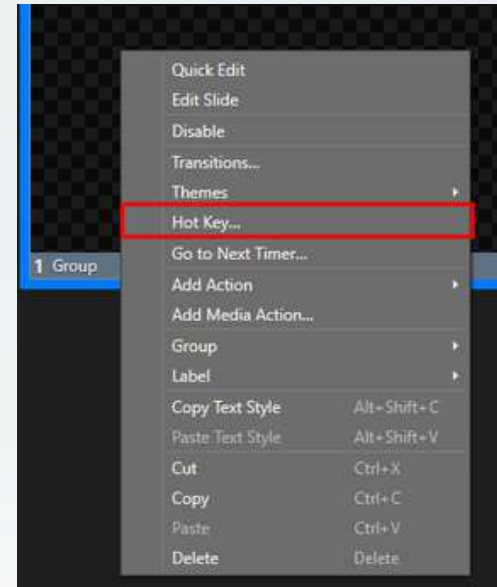 Quick Edit
Edit Slide
Disable
Transitions...
Themes
Hot Key...
1 Group
Go to Next Timer...
Add Action
Add Media Action...
Group
Label
Copy Text Style Alt+Shift+C
Paste Text Style Alt+Shift+V
Cut Ctrl+X
Copy Ctrl+C
Paste Ctrl+V
Delete Delete